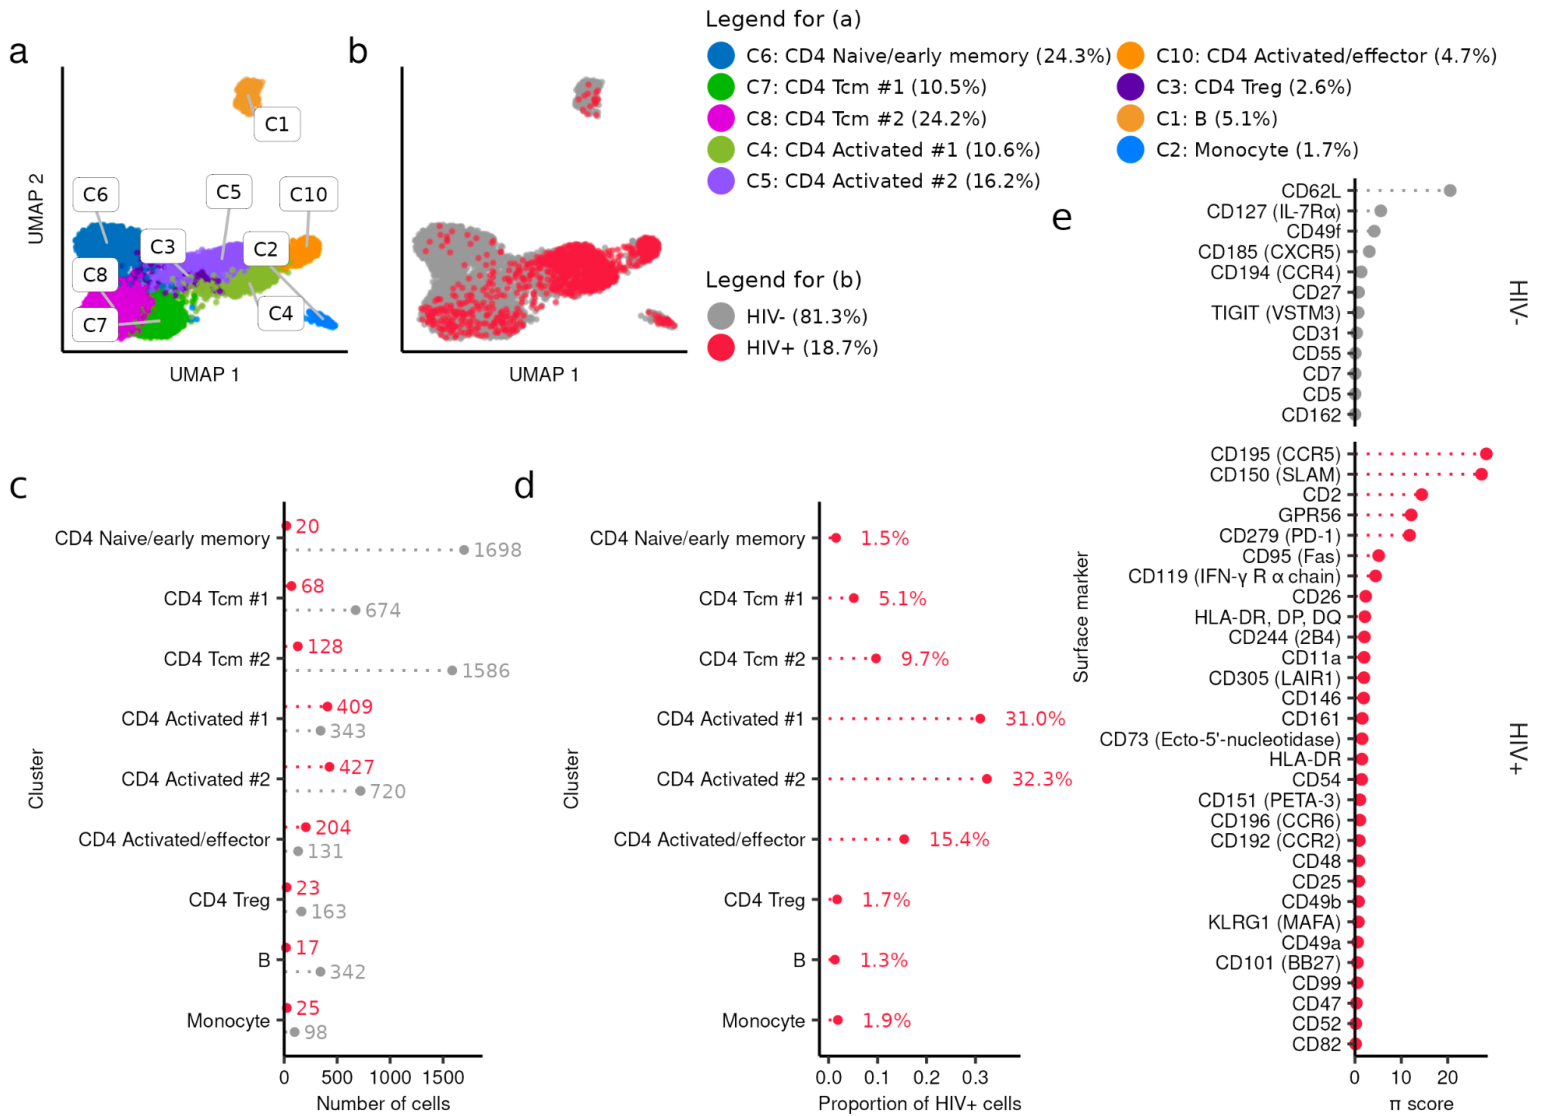 a
b
Legend for (a)
C6: CD4 Naive/early memory (24.3%)
C7: CD4 Tcm #1 (10.5%)
C8: CD4 Tcm #2 (24.2%)
C4: CD4 Activated #1 (10.6%)
C5: CD4 Activated #2 (16.2%)
C10: CD4 Activated/effector (4.7%)
C3: CD4 Treg (2.6%)
C1: B (5.1%)
C2: Monocyte (1.7%)
C1
C6
C5
C10
C3
C2
C8
C4
C7
UMAP 2
UMAP 1
UMAP 1
Legend for (b)
HIV- (81.3%)
HIV+ (18.7%)
c
Cluster
CD4 Naive/early memory
20
1698
CD4 Tcm #1
68
674
CD4 Tcm #2
128
1586
CD4 Activated #1
409
343
CD4 Activated #2
427
720
CD4 Activated/effector
204
131
CD4 Treg
23
163
B
17
342
Monocyte
25
98
0 500 1000 1500
Number of cells
d
Cluster
CD4 Naive/early memory 1.5%
CD4 Tcm #1 5.1%
CD4 Tcm #2 9.7%
CD4 Activated #1 31.0%
CD4 Activated #2 32.3%
CD4 Activated/effector 15.4%
CD4 Treg 1.7%
B 1.3%
Monocyte 1.9%
0.0 0.1 0.2 0.3
Proportion of HIV+ cells
e
Surface marker
CD62L
CD127 (IL-7Rα)
CD49f
CD185 (CXCR5)
CD194 (CCR4)
CD27
TIGIT (VSTM3)
CD31
CD55
CD7
CD5
CD162
HIV-
CD195 (CCR5)
CD150 (SLAM)
CD2
GPR56
CD279 (PD-1)
CD95 (Fas)
CD119 (IFN-γ R α chain)
CD26
HLA-DR, DP, DQ
CD244 (2B4)
CD11a
CD305 (LAIR1)
CD146
CD161
CD73 (Ecto-5'-nucleotidase)
HLA-DR
CD54
CD151 (PETA-3)
CD196 (CCR6)
CD192 (CCR2)
CD48
CD25
CD49b
KLRG1 (MAFA)
CD49a
CD101 (BB27)
CD99
CD47
CD52
CD82
HIV+
0 10 20
π score